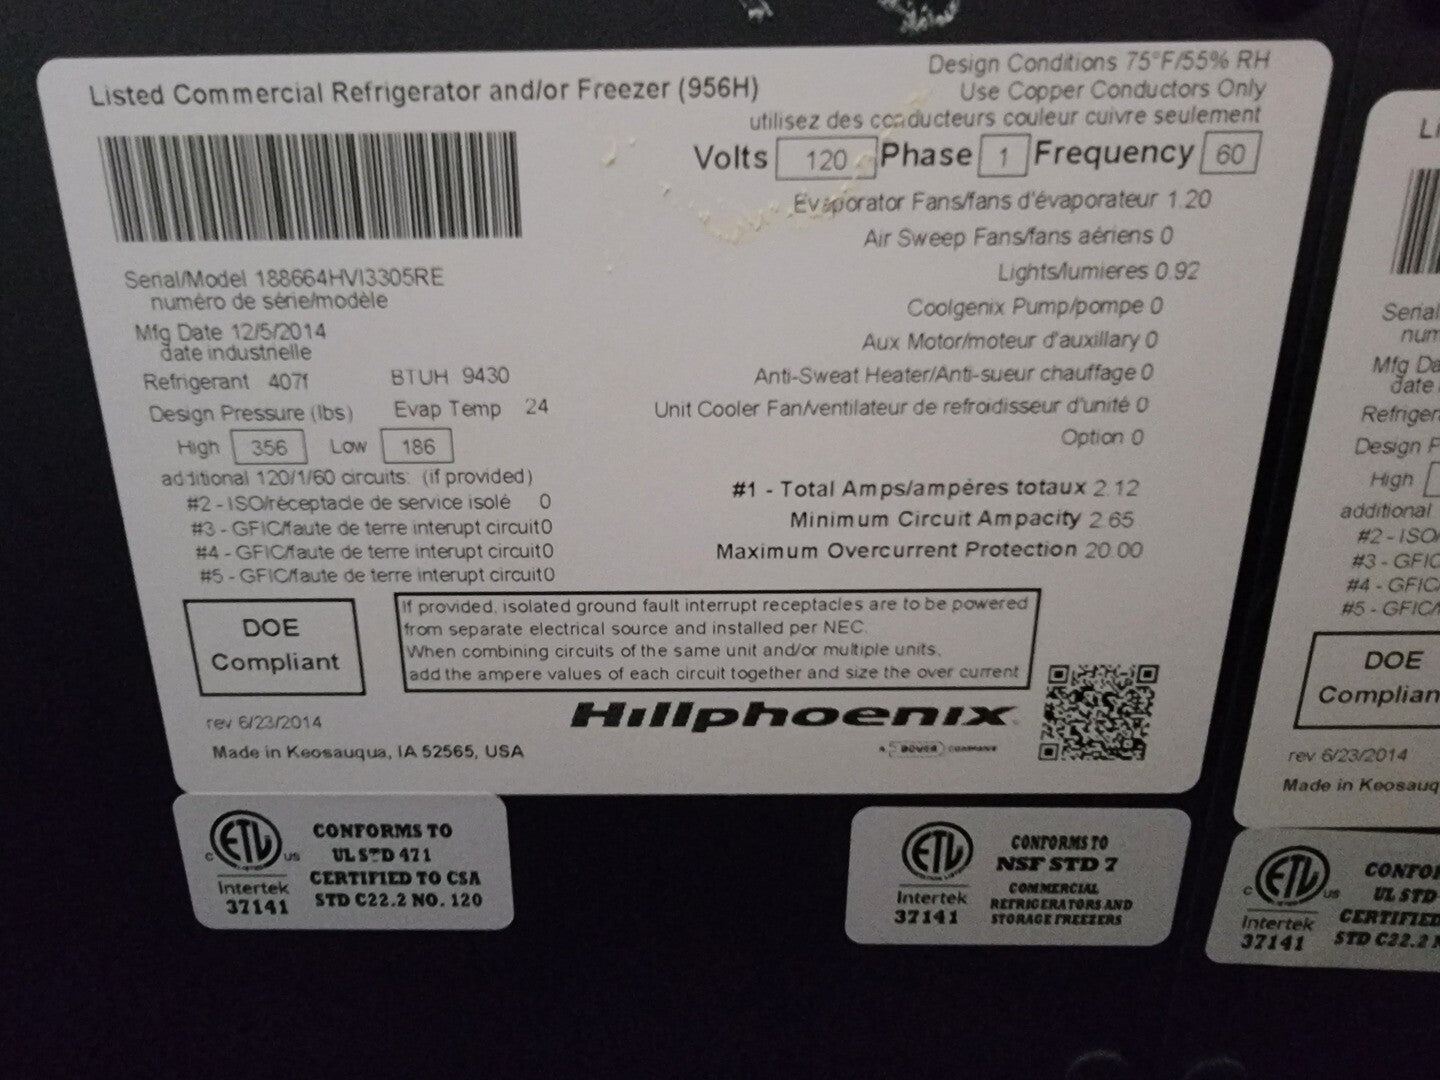 Listed Commercial Refrigerator and/or Freezer (956H)
Design Conditions 75°F/55% RH
Use Copper Conductors Only
utilisez des conducteurs couleur cuivre seulement
Volts 120 Phase 1 Frequency 60
Evaporator Fans/fans d'évaporateur 1.20
Air Sweep Fans/fans aériens 0
Lights/lumieres 0.92
Coolgenix Pump/pompe 0
Aux Motor/moteur d'auxillary 0
Anti-Sweat Heater/Anti-sueur chauffage 0
Unit Cooler Fan/ventilateur de refroidisseur d'unité 0
Option 0
#1 - Total Amps/ampères totaux 2.12
Minimum Circuit Ampacity 2.65
Maximum Overcurrent Protection 20.00
Serial/Model 188664HVI3305RE
numéro de série/modèle
Mfg Date 12/5/2014
date industrielle
Refrigerant 407f BTUH 9430
Design Pressure (lbs) Evap Temp 24
High 356 Low 186
additional 120/1/60 circuits: (if provided)
#2 - ISO/réceptacle de service isolé 0
#3 - GFIC/faute de terre interupt circuit0
#4 - GFIC/faute de terre interupt circuit0
#5 - GFIC/faute de terre interupt circuit0
DOE
Compliant
If provided, isolated ground fault interrupt receptacles are to be powered
from separate electrical source and installed per NEC.
When combining circuits of the same unit and/or multiple units,
add the ampere values of each circuit together and size the over current
rev 6/23/2014
Made in Keosauqua, IA 52565, USA
Hillphoenix
A DOVER COMPANY
ETL
C US
Intertek
37141
CONFORMS TO
UL STD 471
CERTIFIED TO CSA
STD C22.2 NO. 120
ETL
Intertek
37141
CONFORMS TO
NSF STD 7
COMMERCIAL
REFRIGERATORS AND
STORAGE FREEZERS
Serial
Mfg Da
date
Refriger
Design P
High
additional
#2 - ISO
#3 - GFIC
#4 - GFIC
#5 - GFIC
DOE
Complian
rev 6/23/2014
Made in Keosauq
ETL
C US
Intertek
37141
CONFO
UL STD
CERTIFIED
STD C22.2 N